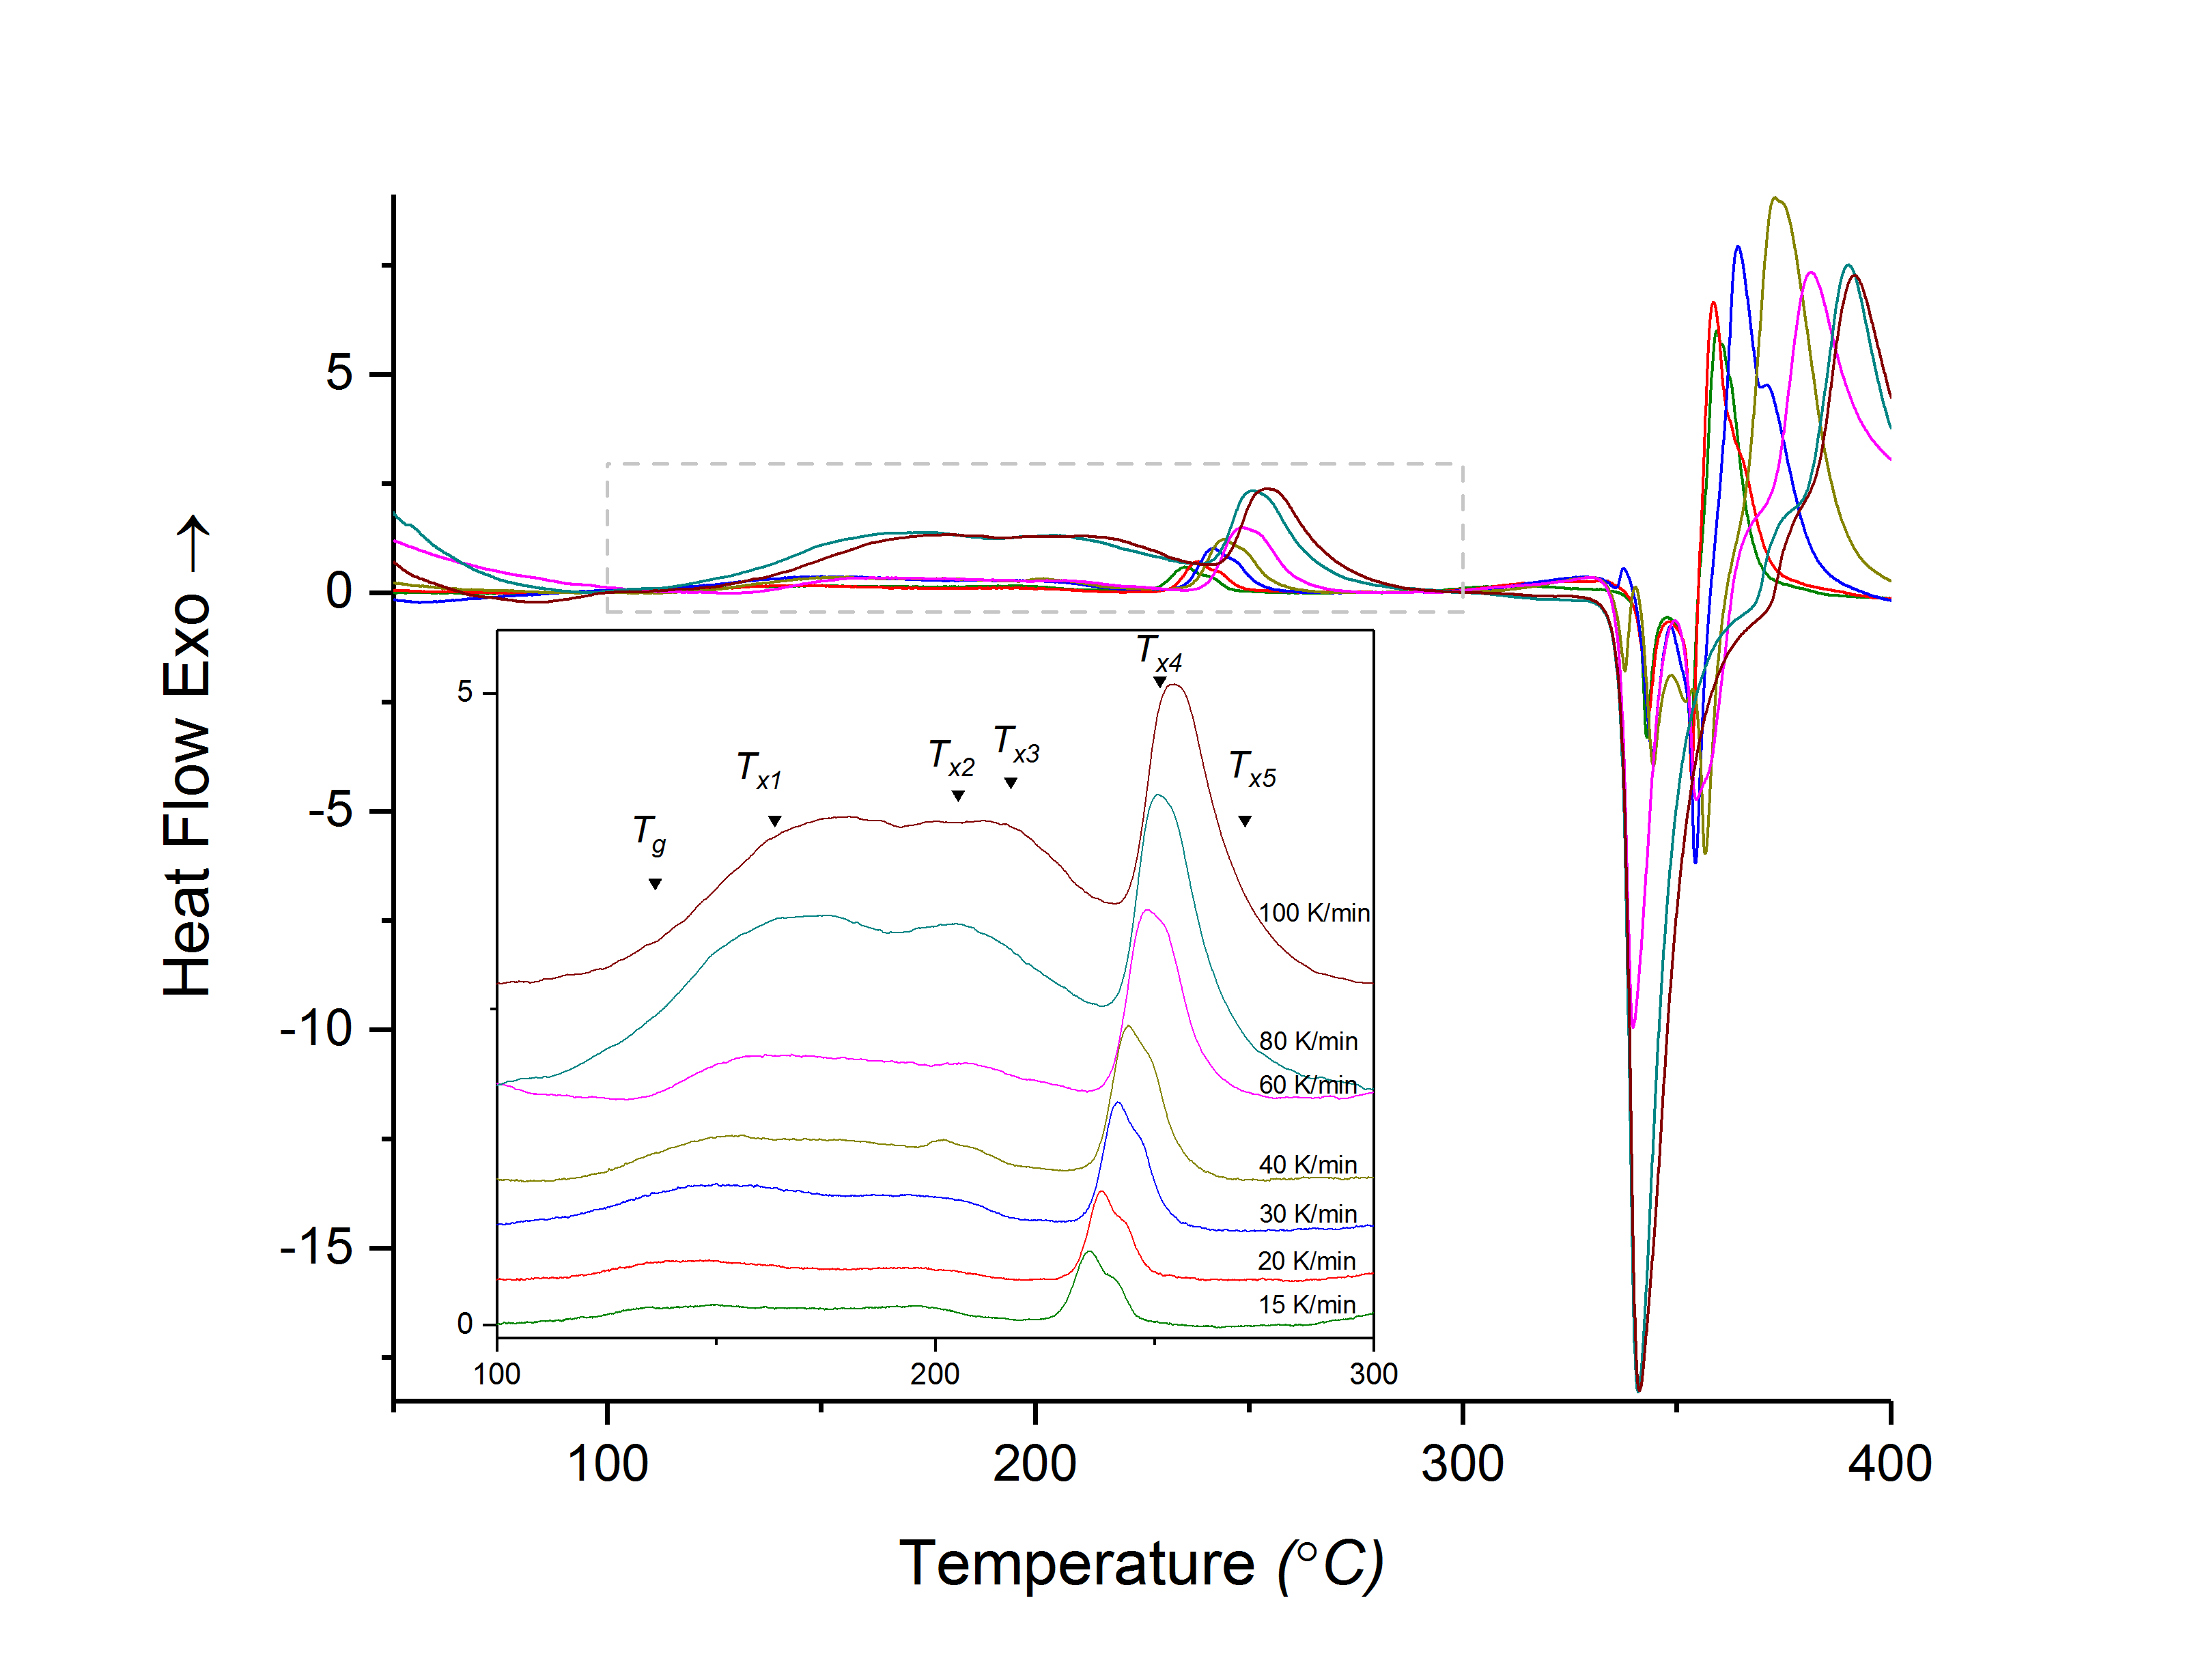 Heat Flow Exo →
5
0
-5
-10
-15
100
200
300
400
Temperature (°C)
5
0
100
200
300
Tx4
Tx3
Tx2
Tx1
Tx5
Tg
100 K/min
80 K/min
60 K/min
40 K/min
30 K/min
20 K/min
15 K/min